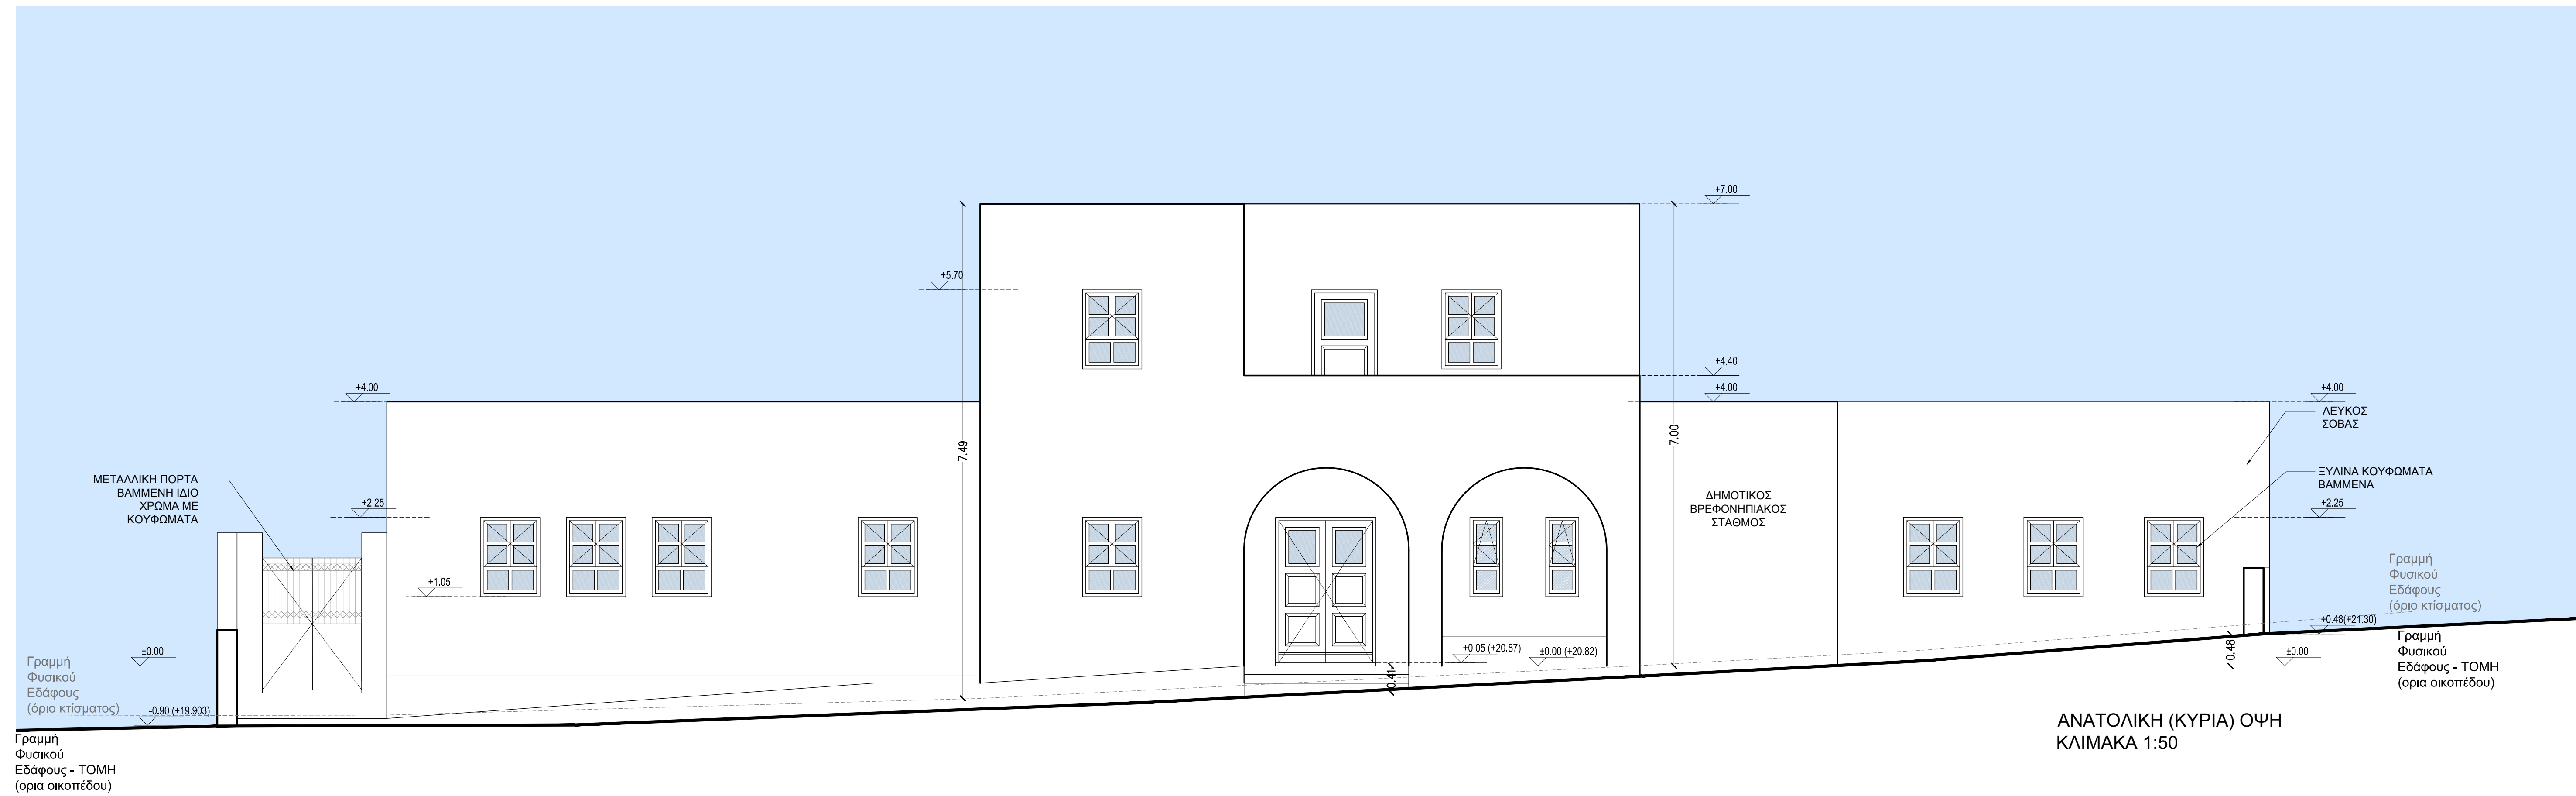 +7.00
+5.70
+4.40
+4.00
+4.00
+4.00
ΛΕΥΚΟΣ
ΣΟΒΑΣ
7.49
7.00
ΜΕΤΑΛΛΙΚΗ ΠΟΡΤΑ
ΒΑΜΜΕΝΗ ΙΔΙΟ
ΧΡΩΜΑ ΜΕ
ΚΟΥΦΩΜΑΤΑ
+2.25
ΔΗΜΟΤΙΚΟΣ
ΒΡΕΦΟΝΗΠΙΑΚΟΣ
ΣΤΑΘΜΟΣ
ΞΥΛΙΝΑ ΚΟΥΦΩΜΑΤΑ
ΒΑΜΜΕΝΑ
+2.25
+1.05
Γραμμή
Φυσικού
Εδάφους
(όριο κτίσματος)
±0.00
Γραμμή
Φυσικού
Εδάφους
(όριο κτίσματος)
-0.90 (+19.903)
+0.05 (+20.87)
±0.00 (+20.82)
0.41
0.48
+0.48(+21.30)
±0.00
Γραμμή
Φυσικού
Εδάφους - ΤΟΜΗ
(ορια οικοπέδου)
Γραμμή
Φυσικού
Εδάφους - ΤΟΜΗ
(ορια οικοπέδου)
ΑΝΑΤΟΛΙΚΗ (ΚΥΡΙΑ) ΟΨΗ
ΚΛΙΜΑΚΑ 1:50